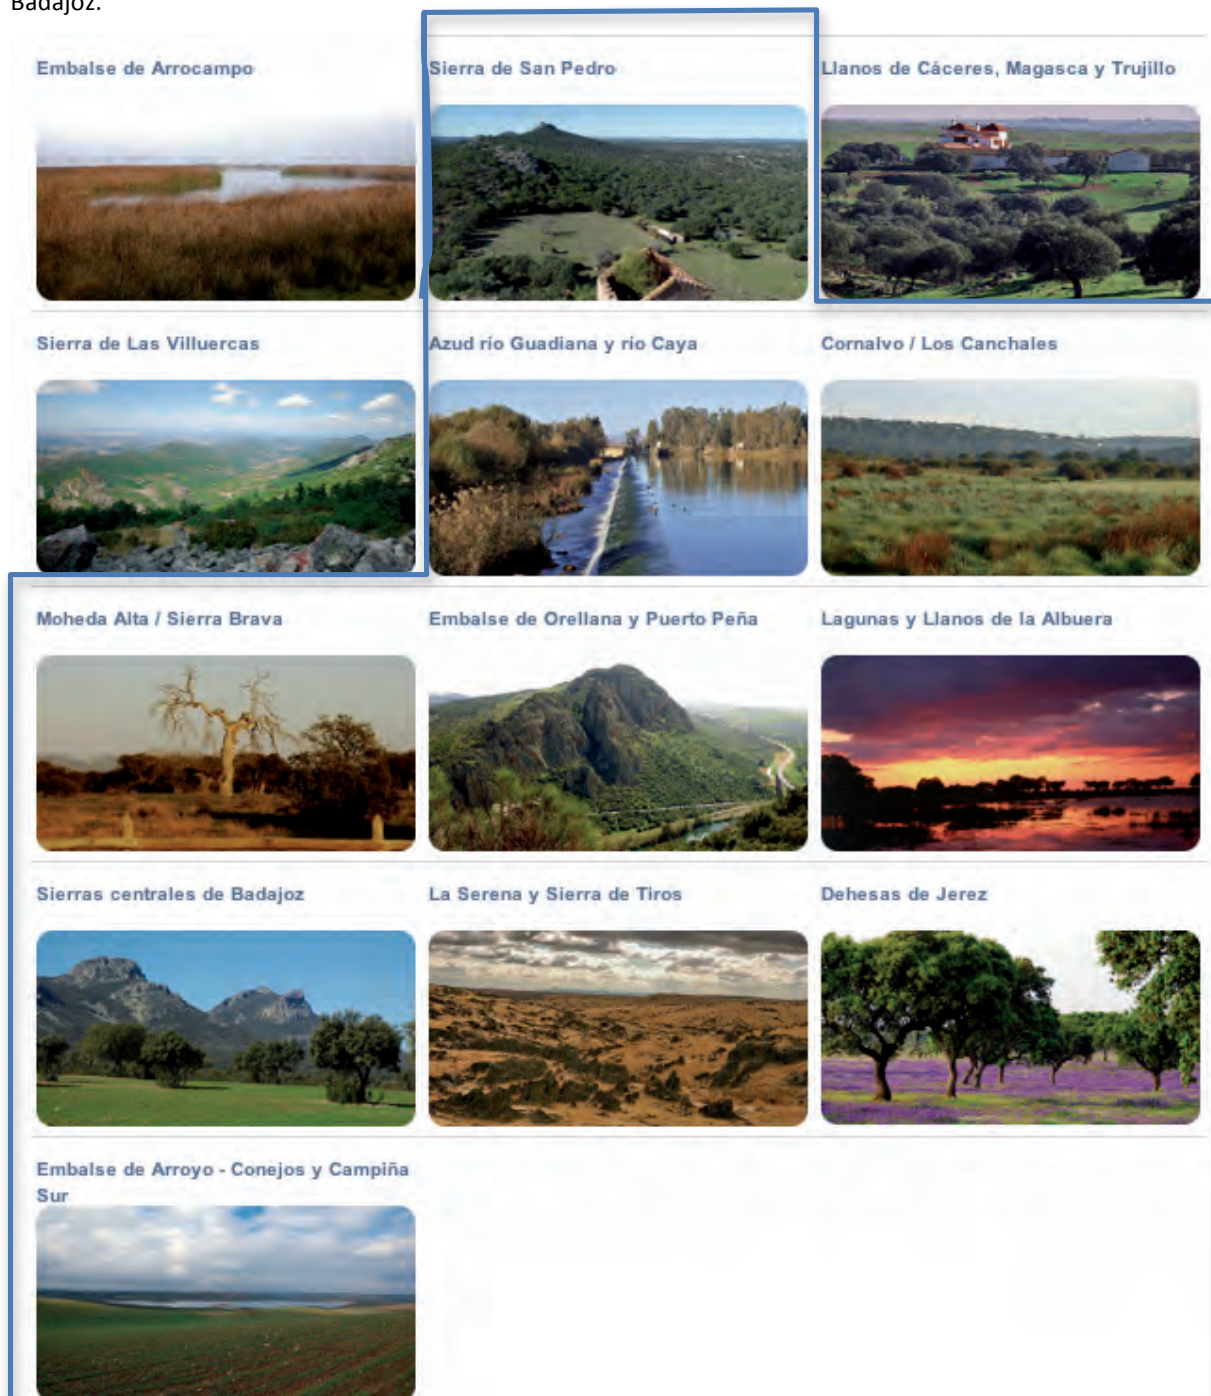 Badajoz.
Embalse de Arrocampo
Sierra de San Pedro
Llanos de Cáceres, Magasca y Trujillo
Sierra de Las Villuercas
Azud río Guadiana y río Caya
Cornalvo / Los Canchales
Moheda Alta / Sierra Brava
Embalse de Orellana y Puerto Peña
Lagunas y Llanos de la Albuera
Sierras centrales de Badajoz
La Serena y Sierra de Tiros
Dehesas de Jerez
Embalse de Arroyo - Conejos y Campiña
Sur